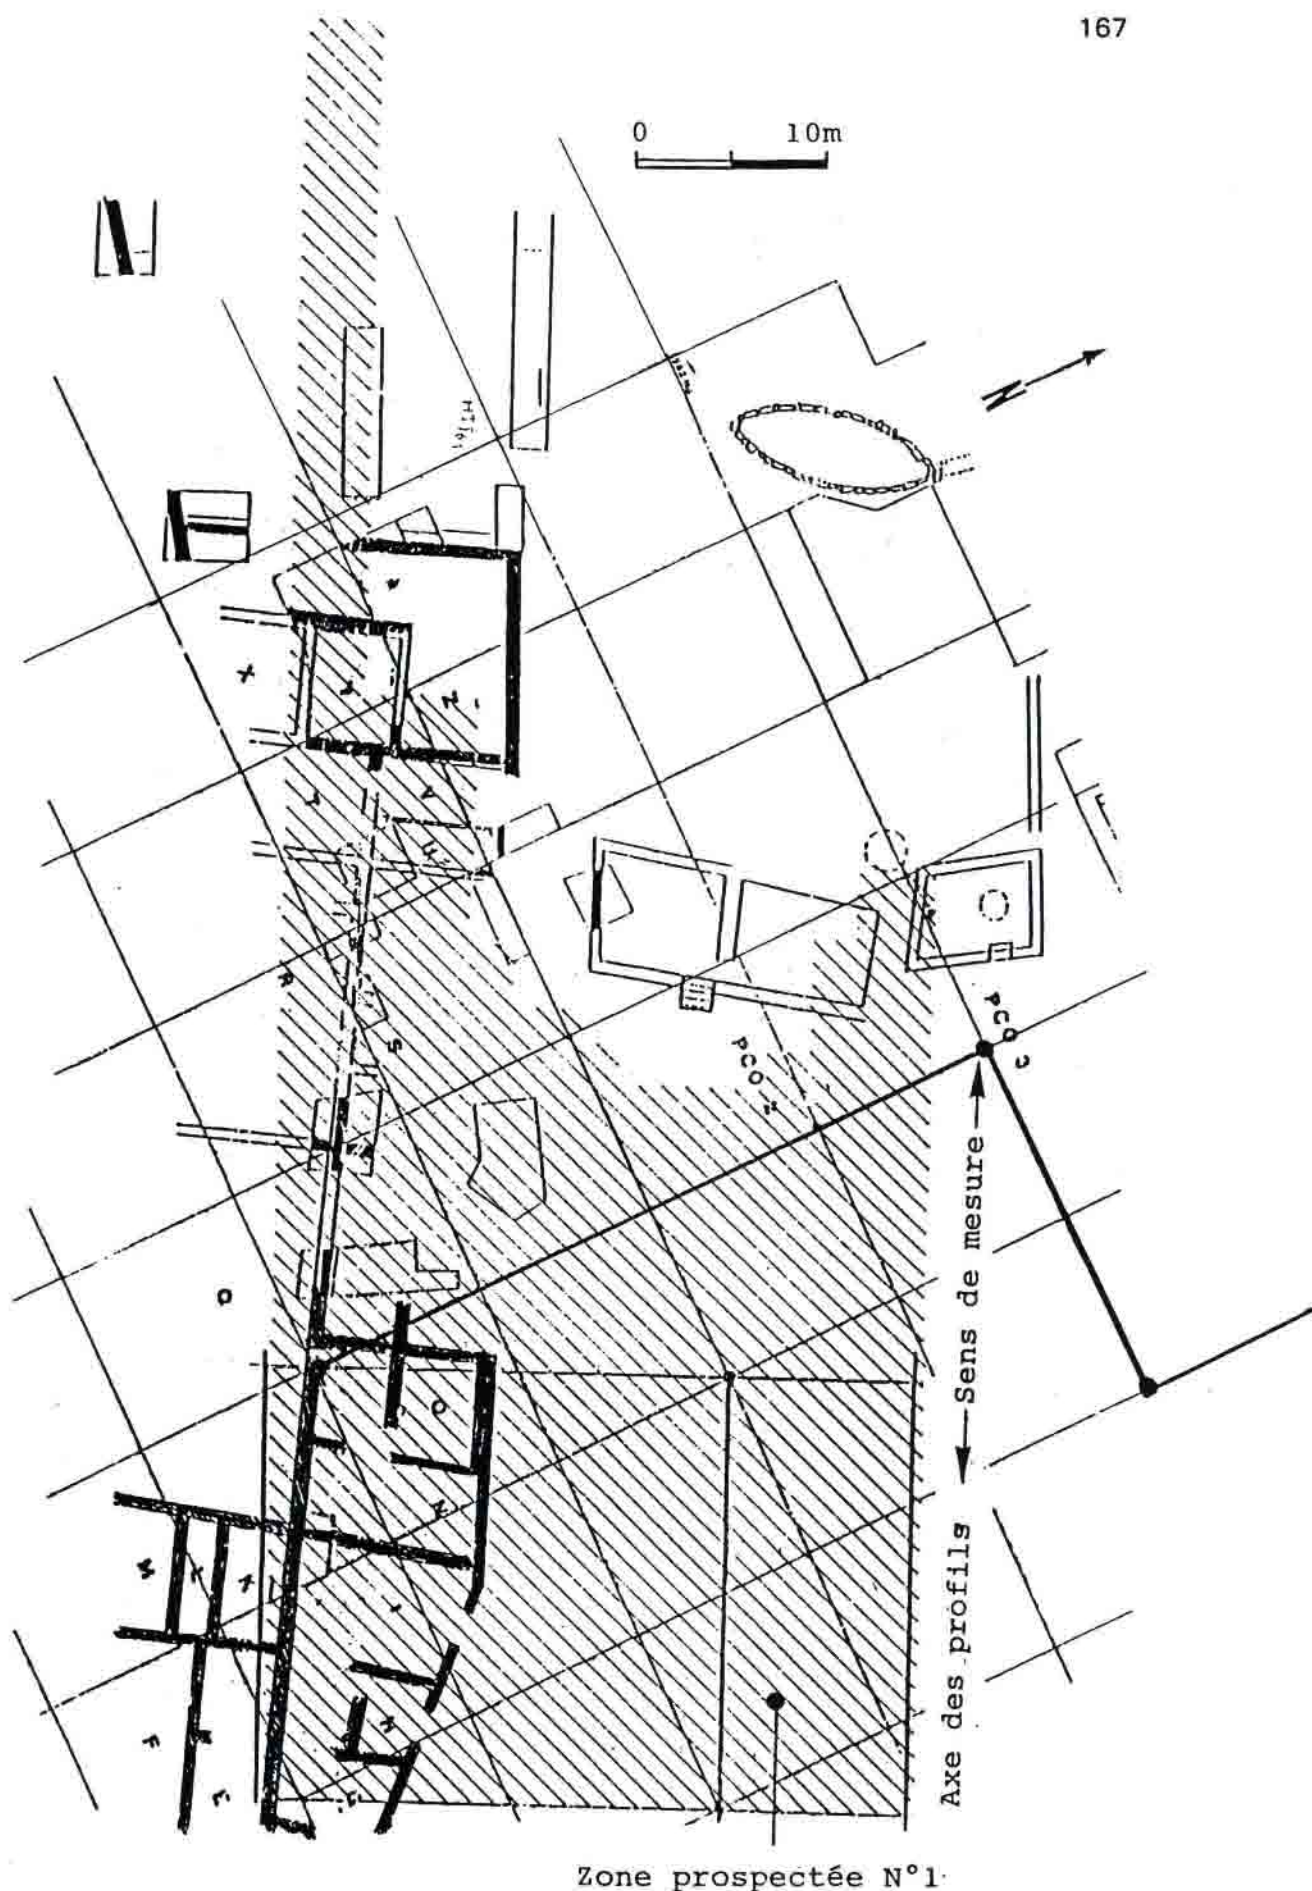 167
0 10m
N
X
Z
R
S
PCO 2
PCO 3
Sens de mesure
O
O
N
M
F
E
H
Axe des profils
Zone prospectée N°1